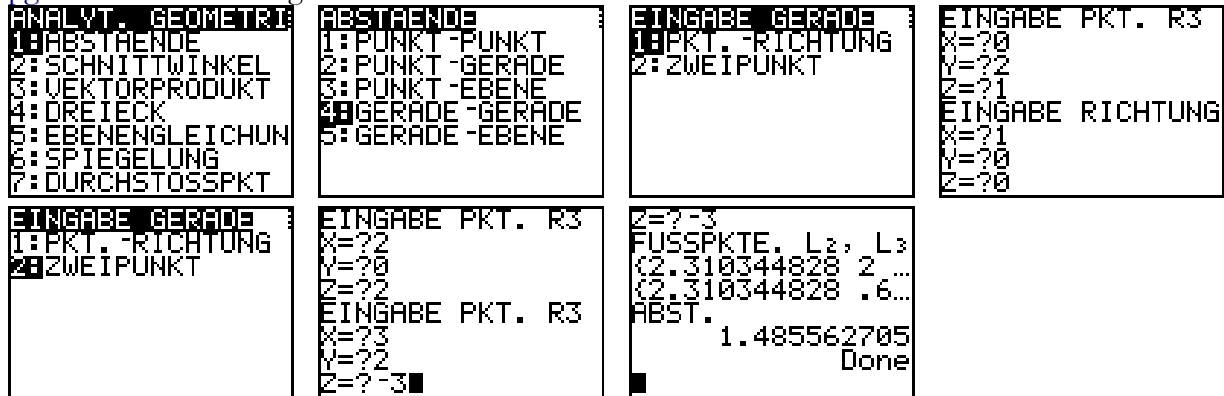 ANALYT. GEOMETRI
1:ABSTAENDE
2:SCHNITTWINKEL
3:VEKTORPRODUKT
4:DREIECK
5:EBENENGLEICHUN
6:SPIEGELUNG
7:DURCHSTOSSPKT
ABSTAENDE
1:PUNKT-PUNKT
2:PUNKT-GERADE
3:PUNKT-EBENE
4:GERADE-GERADE
5:GERADE-EBENE
EINGABE GERADE
1:PKT.-RICHTUNG
2:ZWEIPUNKT
EINGABE PKT. R3
X=?0
Y=?2
Z=?1
EINGABE RICHTUNG
X=?1
Y=?0
Z=?0
EINGABE GERADE
1:PKT.-RICHTUNG
2:ZWEIPUNKT
EINGABE PKT. R3
X=?2
Y=?0
Z=?2
EINGABE PKT. R3
X=?3
Y=?2
Z=?-3
Z=?-3
FUSSPKTE. L₂, L₃
{2.310344828 2 …
{2.310344828 .6…
ABST.
1.485562705
Done